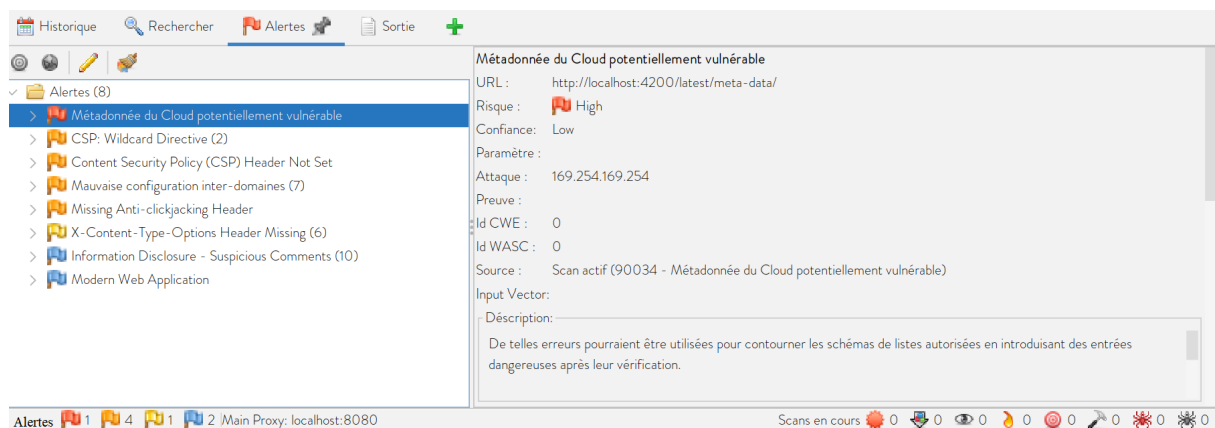 Historique Rechercher Alertes Sortie
Alertes (8)
Métadonnée du Cloud potentiellement vulnérable
CSP: Wildcard Directive (2)
Content Security Policy (CSP) Header Not Set
Mauvaise configuration inter-domaines (7)
Missing Anti-clickjacking Header
X-Content-Type-Options Header Missing (6)
Information Disclosure - Suspicious Comments (10)
Modern Web Application
Métadonnée du Cloud potentiellement vulnérable
URL : http://localhost:4200/latest/meta-data/
Risque : High
Confiance: Low
Paramètre :
Attaque : 169.254.169.254
Preuve :
Id CWE : 0
Id WASC : 0
Source : Scan actif (90034 - Métadonnée du Cloud potentiellement vulnérable)
Input Vector:
Déscription:
De telles erreurs pourraient être utilisées pour contourner les schémas de listes autorisées en introduisant des entrées
dangereuses après leur vérification.
Alertes 1 4 1 2 Main Proxy: localhost:8080 Scans en cours 0 0 0 0 0 0 0 0